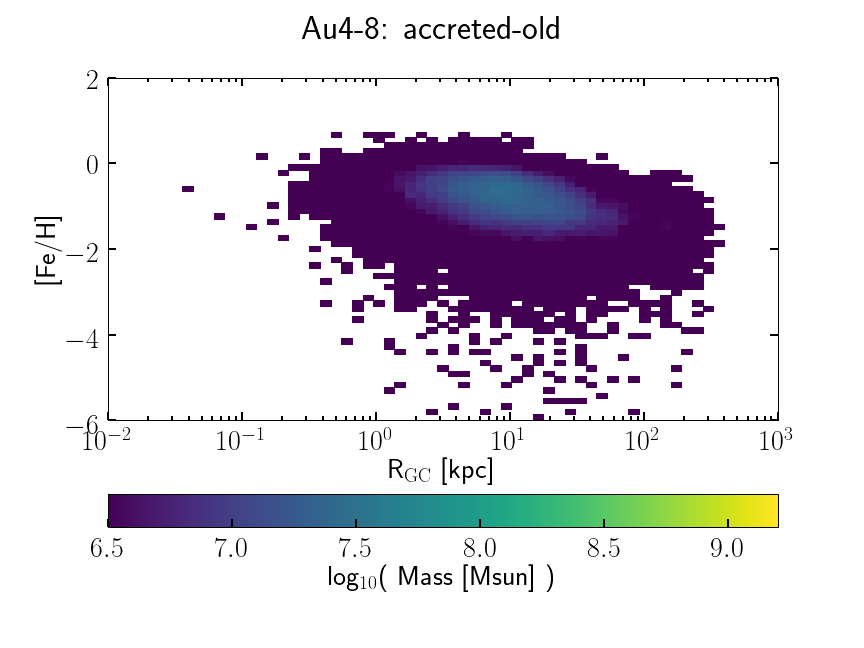 Au4-8: accreted-old
2
0
−2
−4
−6
[Fe/H]
10⁻² 10⁻¹ 10⁰ 10¹ 10² 10³
R_GC [kpc]
6.5 7.0 7.5 8.0 8.5 9.0
log₁₀( Mass [Msun] )